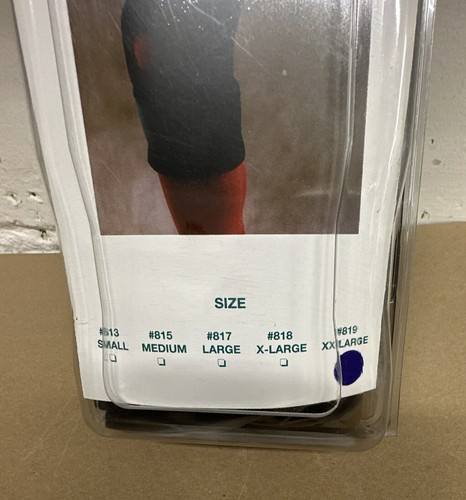 SIZE
#813 #815 #817 #818 #819
SMALL MEDIUM LARGE X-LARGE XX-LARGE